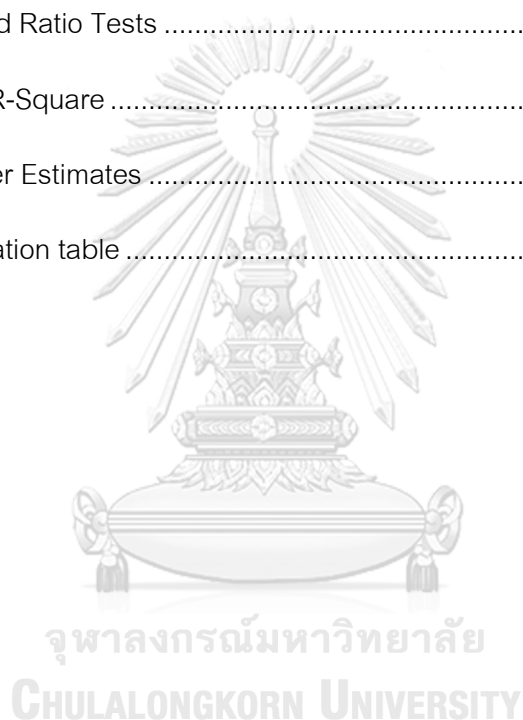 d Ratio Tests ........................................
R-Square ........................................
er Estimates ........................................
ation table ........................................
จุฬาลงกรณ์มหาวิทยาลัย
CHULALONGKORN UNIVERSITY